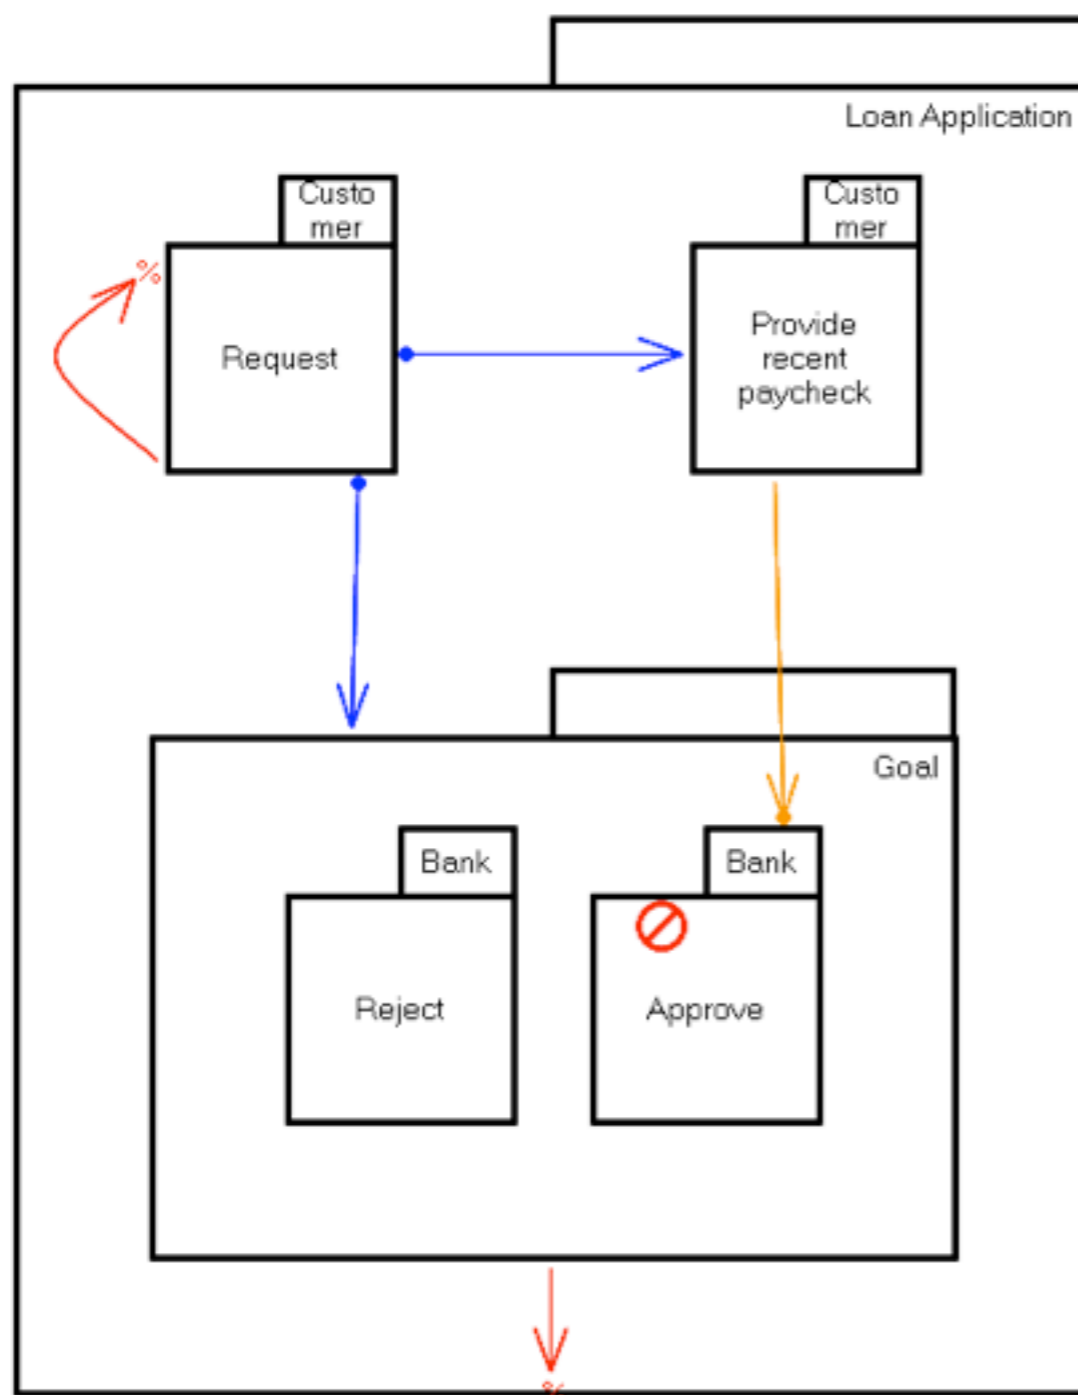 Loan Application
Custo
mer
Custo
mer
%
Request
Provide
recent
paycheck
Goal
Bank
Bank
Reject
Approve
%